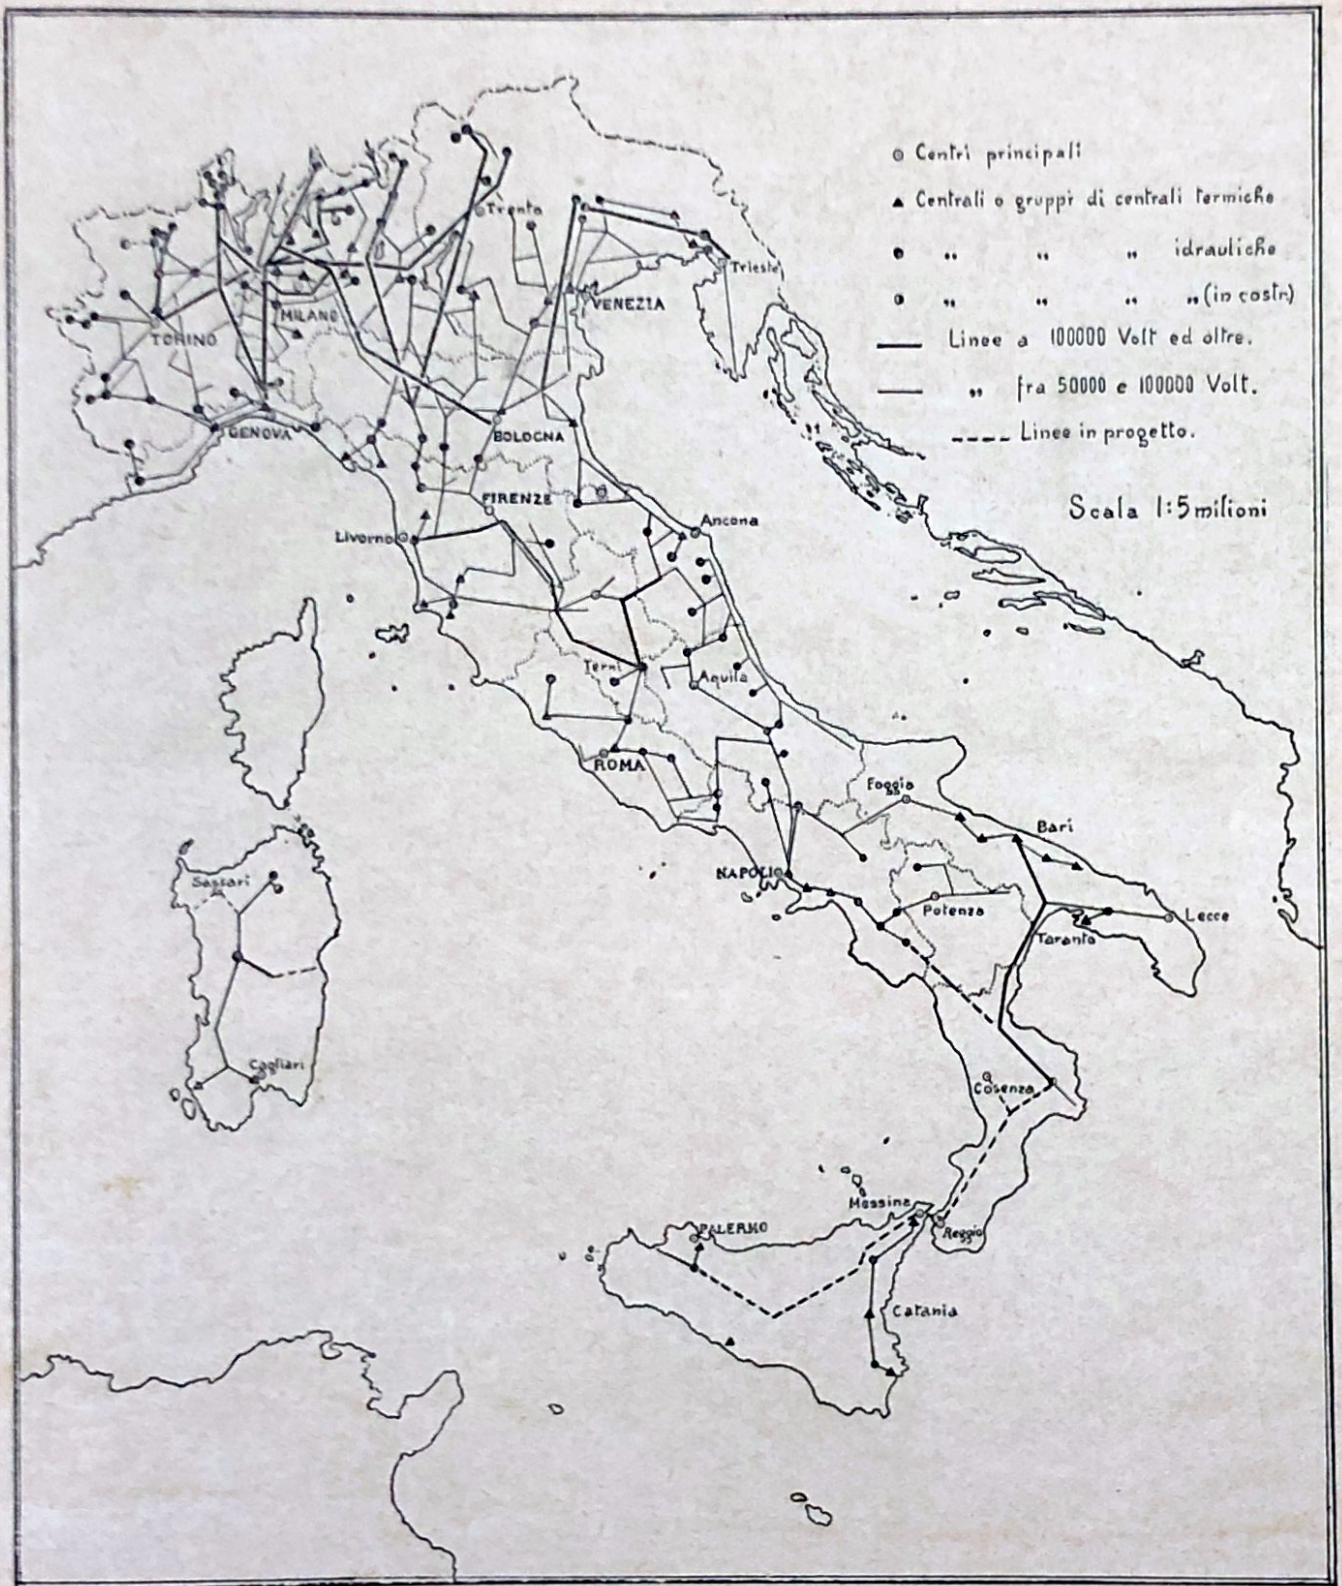 Centri principali
Centrali o gruppi di centrali termiche
" " " idrauliche
" " " " (in costr.)
Linee a 100000 Volt ed oltre.
" fra 50000 e 100000 Volt.
Linee in progetto.
Scala 1:5 milioni
Trento
Trieste
VENEZIA
MILANO
TORINO
GENOVA
BOLOGNA
FIRENZE
Livorno
Ancona
Terni
Aquila
ROMA
Foggia
Bari
NAPOLI
Sassari
Potenza
Lecce
Taranto
Cagliari
Cosenza
Messina
PALERMO
Reggio
Catania